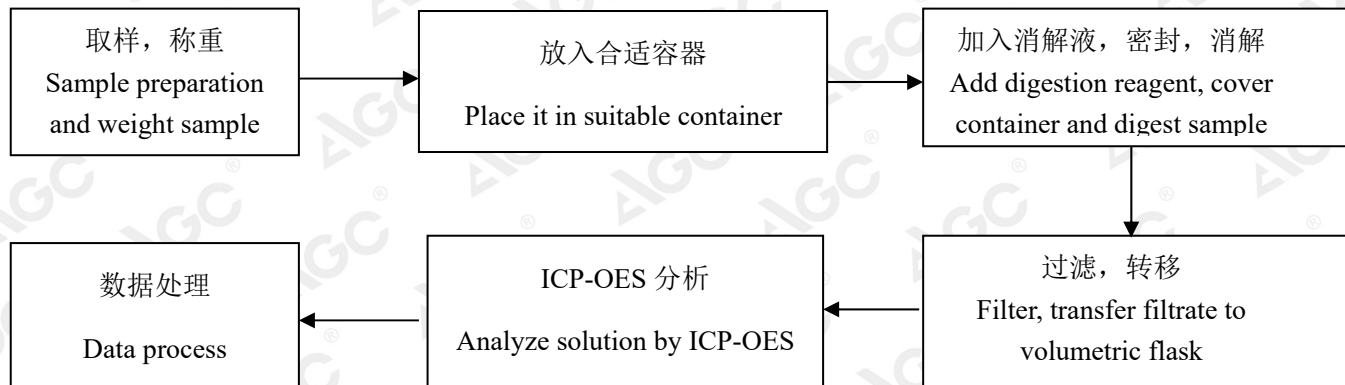 取样，称重
Sample preparation
and weight sample
放入合适容器
Place it in suitable container
加入消解液，密封，消解
Add digestion reagent, cover
container and digest sample
过滤，转移
Filter, transfer filtrate to
volumetric flask
ICP-OES 分析
Analyze solution by ICP-OES
数据处理
Data process
AGC